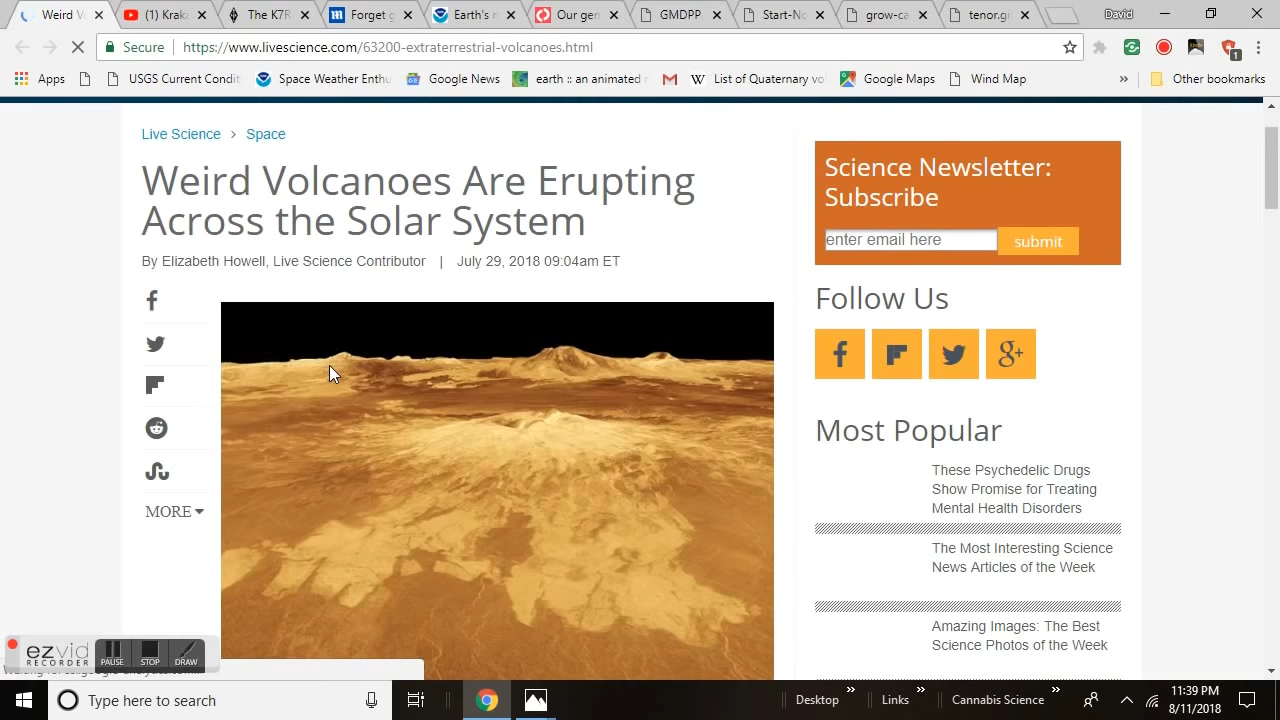 Weird Vo
(1) Kraka
The K7R
Forget g
Earth's m
Our gen
GMDPP
Start-Nc
grow-ca
tenor.gi
David
Secure
https://www.livescience.com/63200-extraterrestrial-volcanoes.html
1
Apps
USGS Current Condit
Space Weather Enthu
Google News
earth :: an animated
List of Quaternary vo
Google Maps
Wind Map
»
Other bookmarks
Live Science > Space
Weird Volcanoes Are Erupting
Across the Solar System
By Elizabeth Howell, Live Science Contributor | July 29, 2018 09:04am ET
MORE
Science Newsletter:
Subscribe
enter email here
submit
Follow Us
Most Popular
These Psychedelic Drugs
Show Promise for Treating
Mental Health Disorders
The Most Interesting Science
News Articles of the Week
Amazing Images: The Best
Science Photos of the Week
ezvid
RECORDER
PAUSE
STOP
DRAW
Type here to search
Desktop
»
Links
»
Cannabis Science
»
11:39 PM
8/11/2018